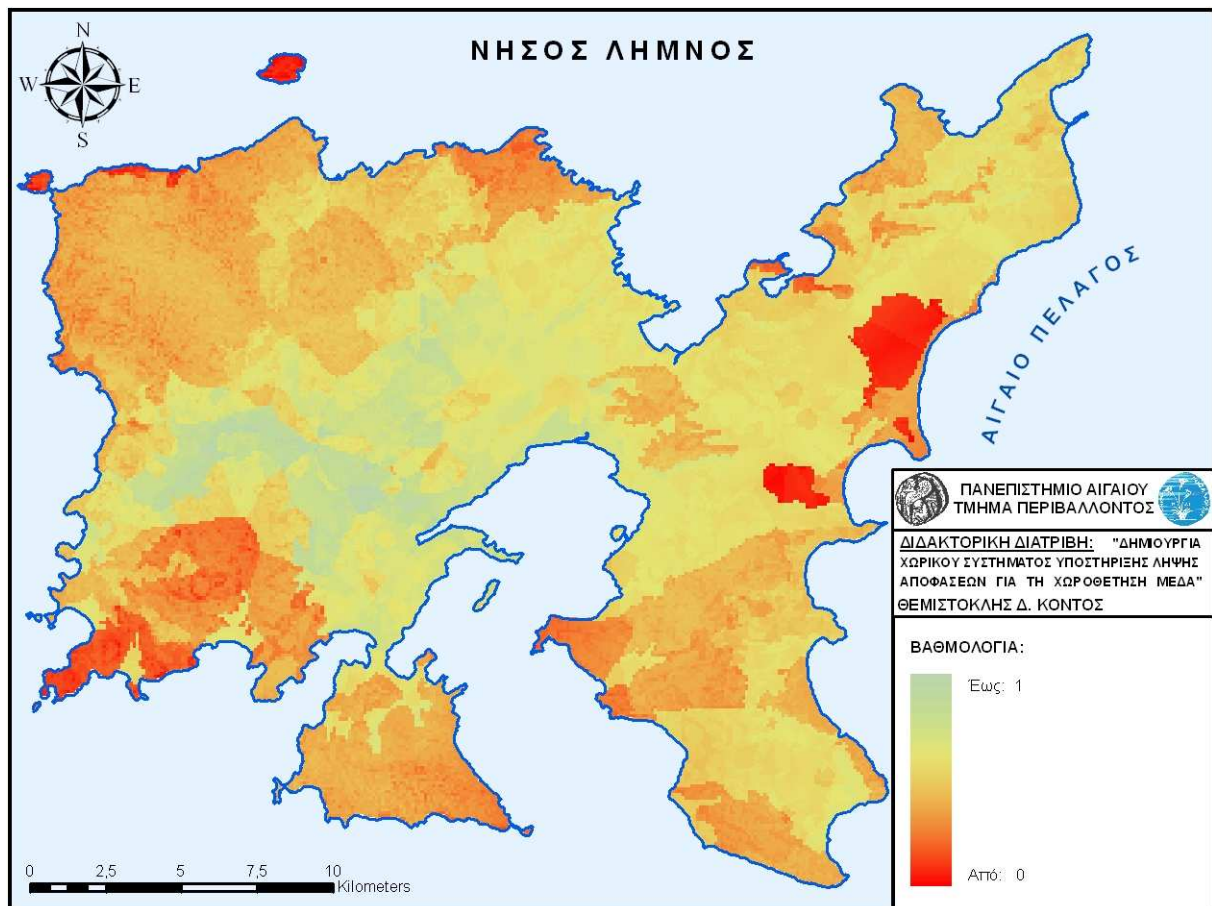 ΝΗΣΟΣ ΛΗΜΝΟΣ
N
W E
S
ΑΙΓΑΙΟ ΠΕΛΑΓΟΣ
ΠΑΝΕΠΙΣΤΗΜΙΟ ΑΙΓΑΙΟΥ
ΤΜΗΜΑ ΠΕΡΙΒΑΛΛΟΝΤΟΣ
ΔΙΔΑΚΤΟΡΙΚΗ ΔΙΑΤΡΙΒΗ: "ΔΗΜΙΟΥΡΓΙΑ
ΧΩΡΙΚΟΥ ΣΥΣΤΗΜΑΤΟΣ ΥΠΟΣΤΗΡΙΞΗΣ ΛΗΨΗΣ
ΑΠΟΦΑΣΕΩΝ ΓΙΑ ΤΗ ΧΩΡΟΘΕΤΗΣΗ ΜΕΔΑ"
ΘΕΜΙΣΤΟΚΛΗΣ Δ. ΚΟΝΤΟΣ
ΒΑΘΜΟΛΟΓΙΑ:
Έως: 1
Από: 0
0 2,5 5 7,5 10
Kilometers